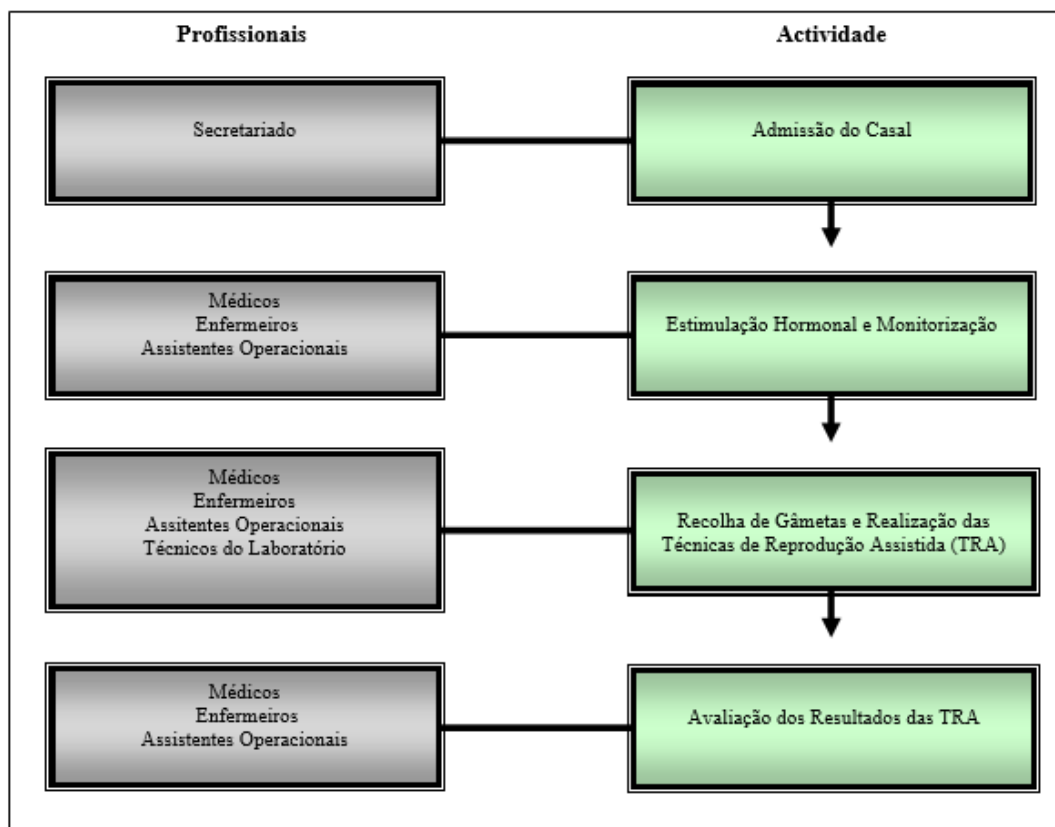 Profissionais
Actividade
Secretariado
Admissão do Casal
Médicos
Enfermeiros
Assistentes Operacionais
Estimulação Hormonal e Monitorização
Médicos
Enfermeiros
Assitentes Operacionais
Técnicos do Laboratório
Recolha de Gâmetas e Realização das
Técnicas de Reprodução Assistida (TRA)
Médicos
Enfermeiros
Assistentes Operacionais
Avaliação dos Resultados das TRA